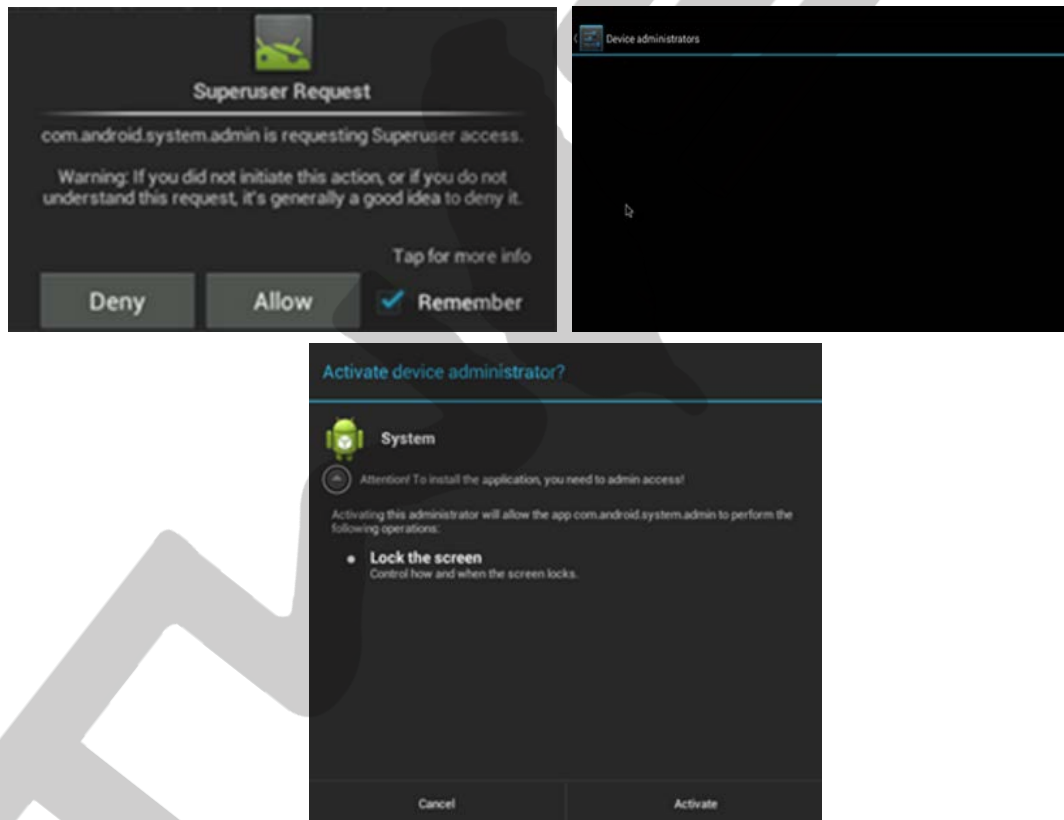 Superuser Request
com.android.system.admin is requesting Superuser access.
Warning: If you did not initiate this action, or if you do not
understand this request, it's generally a good idea to deny it.
Tap for more info
Deny
Allow
Remember
Device administrators
Activate device administrator?
System
Attention! To install the application, you need to admin access!
Activating this administrator will allow the app com.android.system.admin to perform the
following operations:
Lock the screen
Control how and when the screen locks.
Cancel
Activate